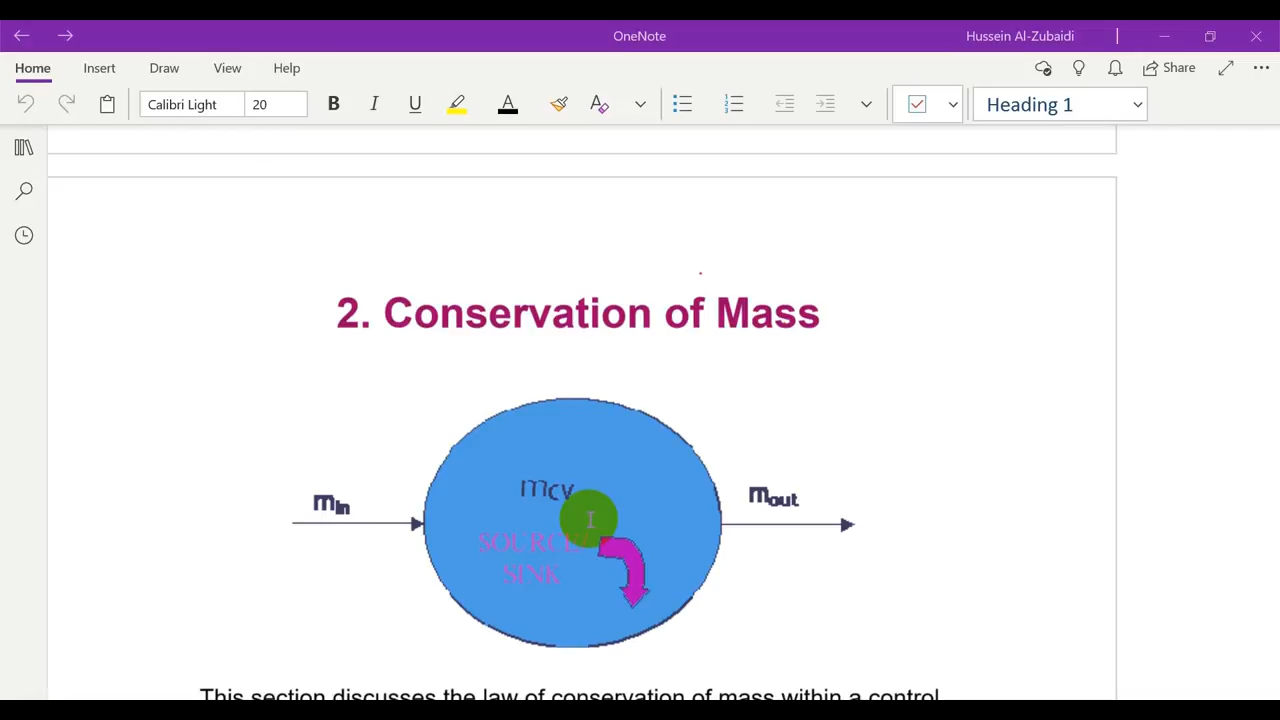 OneNote
Hussein Al-Zubaidi
Home Insert Draw View Help
Share
Calibri Light 20 B I U A A Heading 1
2. Conservation of Mass
mcv
min
mout
SOURCE/
SINK
This section discusses the law of conservation of mass within a control